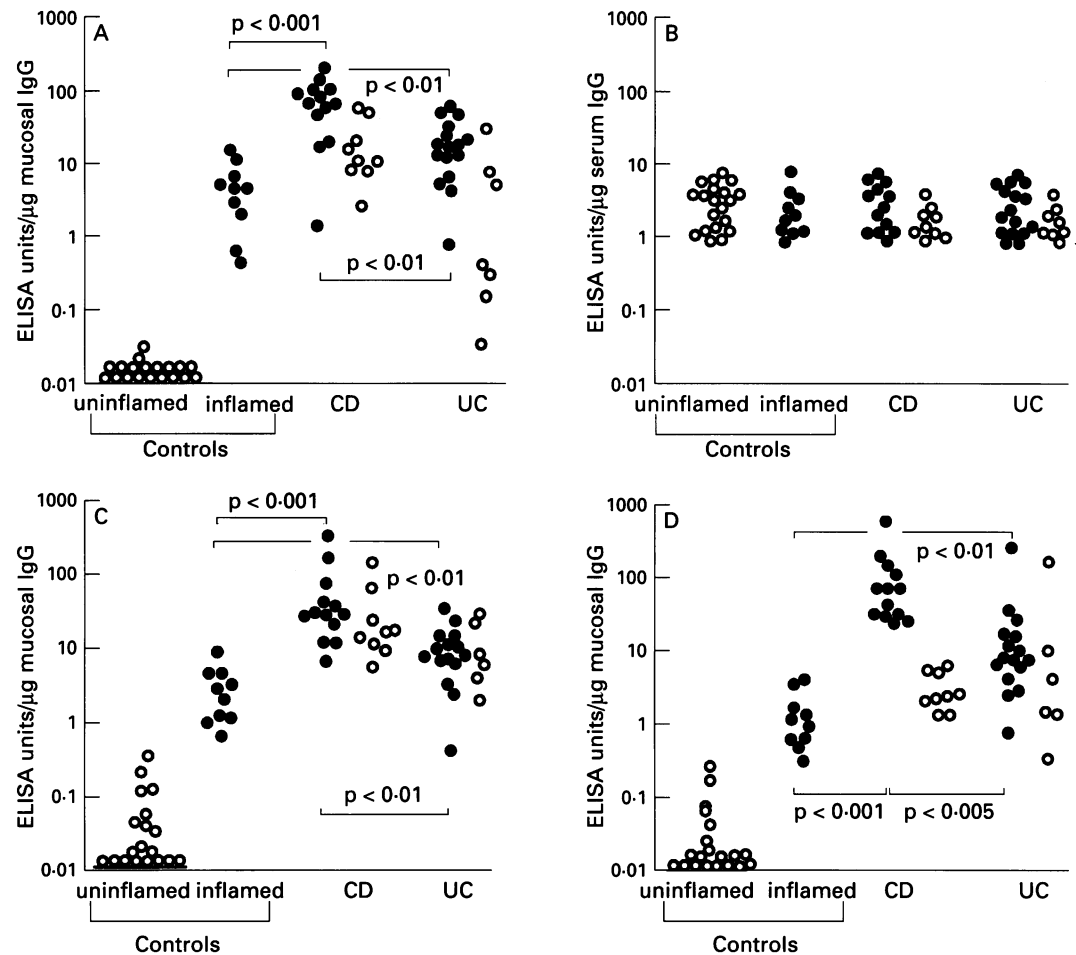 A
ELISA units/µg mucosal IgG
1000
100
10
1
0·1
0·01
p < 0·001
p < 0·01
p < 0·01
uninflamed inflamed CD UC
Controls
B
ELISA units/µg serum IgG
1000
100
10
1
0·1
0·01
uninflamed inflamed CD UC
Controls
C
ELISA units/µg mucosal IgG
1000
100
10
1
0·1
0·01
p < 0·001
p < 0·01
p < 0·01
uninflamed inflamed CD UC
Controls
D
ELISA units/µg mucosal IgG
1000
100
10
1
0·1
0·01
p < 0·01
p < 0·001 p < 0·005
uninflamed inflamed CD UC
Controls